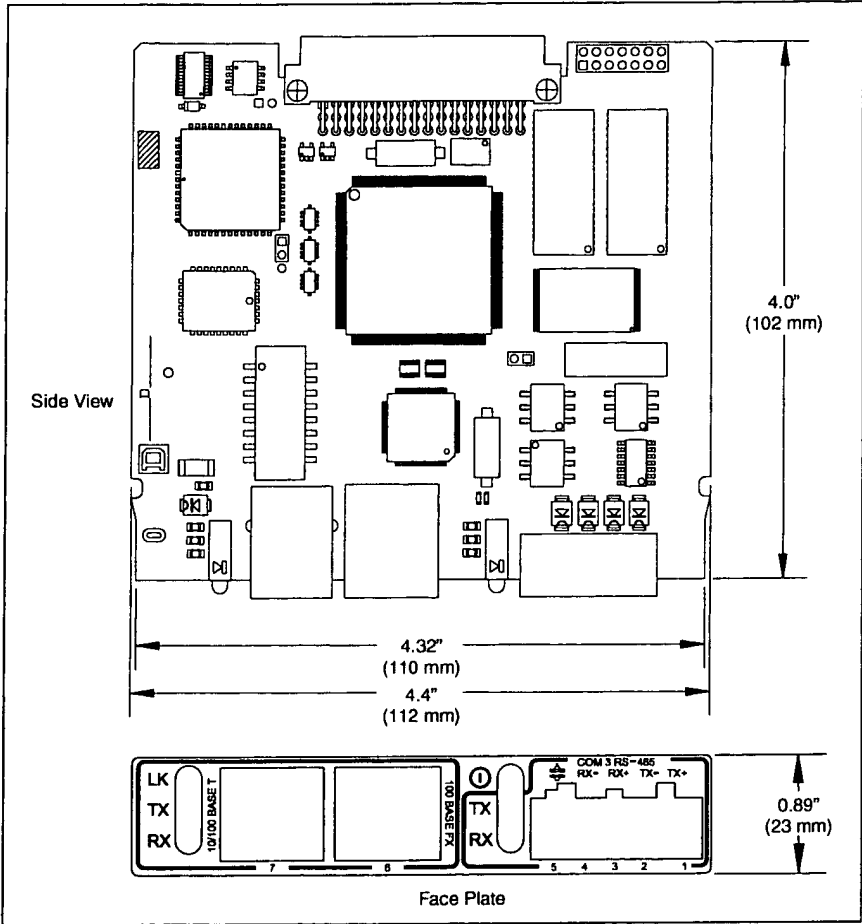 4.0"
(102 mm)
Side View
4.32"
(110 mm)
4.4"
(112 mm)
LK
TX
RX
10/100 BASE T
7
100 BASE FX
6
TX
RX
COM 3 RS-485
RX- RX+ TX- TX+
5 4 3 2 1
0.89"
(23 mm)
Face Plate